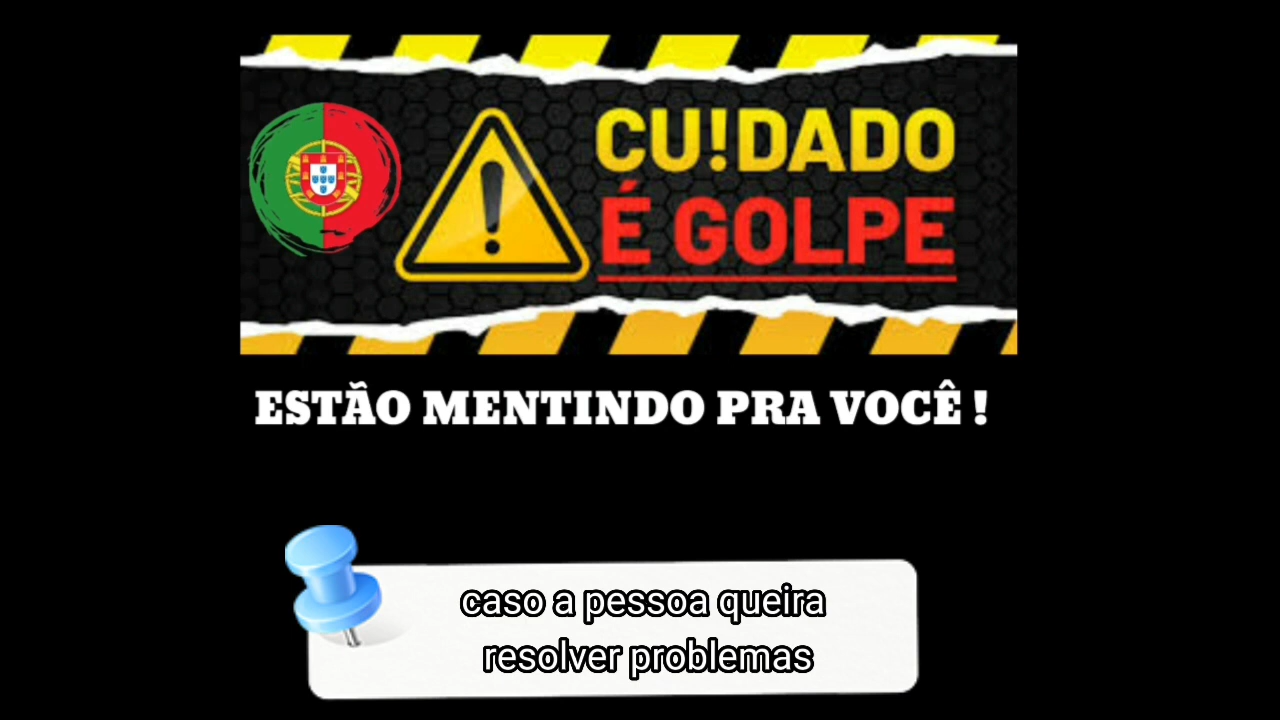 CU!DADO
É GOLPE
ESTÃO MENTINDO PRA VOCÊ !
caso a pessoa queira
resolver problemas